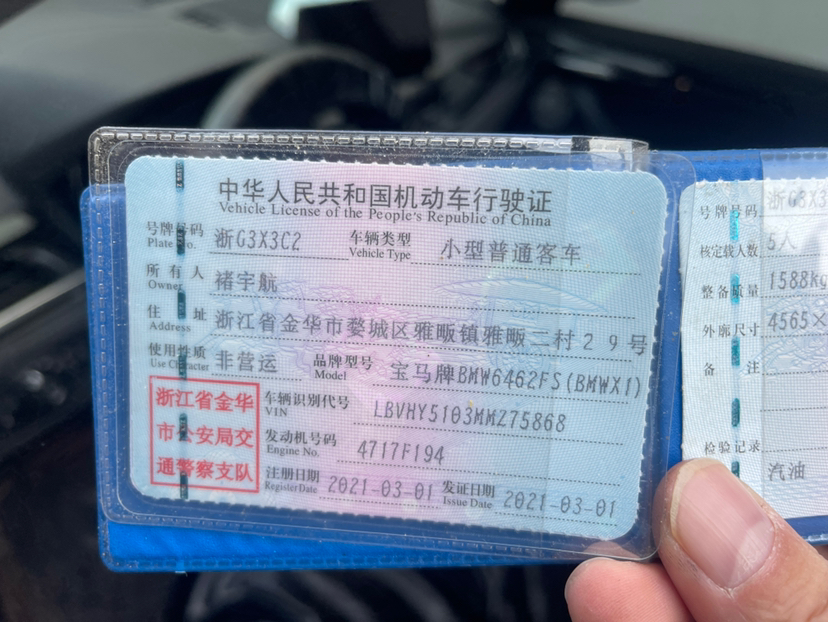 中华人民共和国机动车行驶证
Vehicle License of the People's Republic of China
号牌号码 浙G3X3C2 车辆类型 小型普通客车
Plate No. Vehicle Type
所有人 褚宇航
Owner
住址 浙江省金华市婺城区雅畈镇雅畈二村29号
Address
使用性质 非营运 品牌型号 宝马牌BMW6462FS(BMWX1)
Use Character Model
浙江省金华
市公安局交
通警察支队
车辆识别代号 LBVHY5103MMZ75868
VIN
发动机号码 4717F194
Engine No.
注册日期 2021-03-01 发证日期 2021-03-01
Register Date Issue Date
号牌号码 浙G3X3
核定载人数 5人
整备质量 1588kg
外廓尺寸 4565×
备注
检验记录
汽油